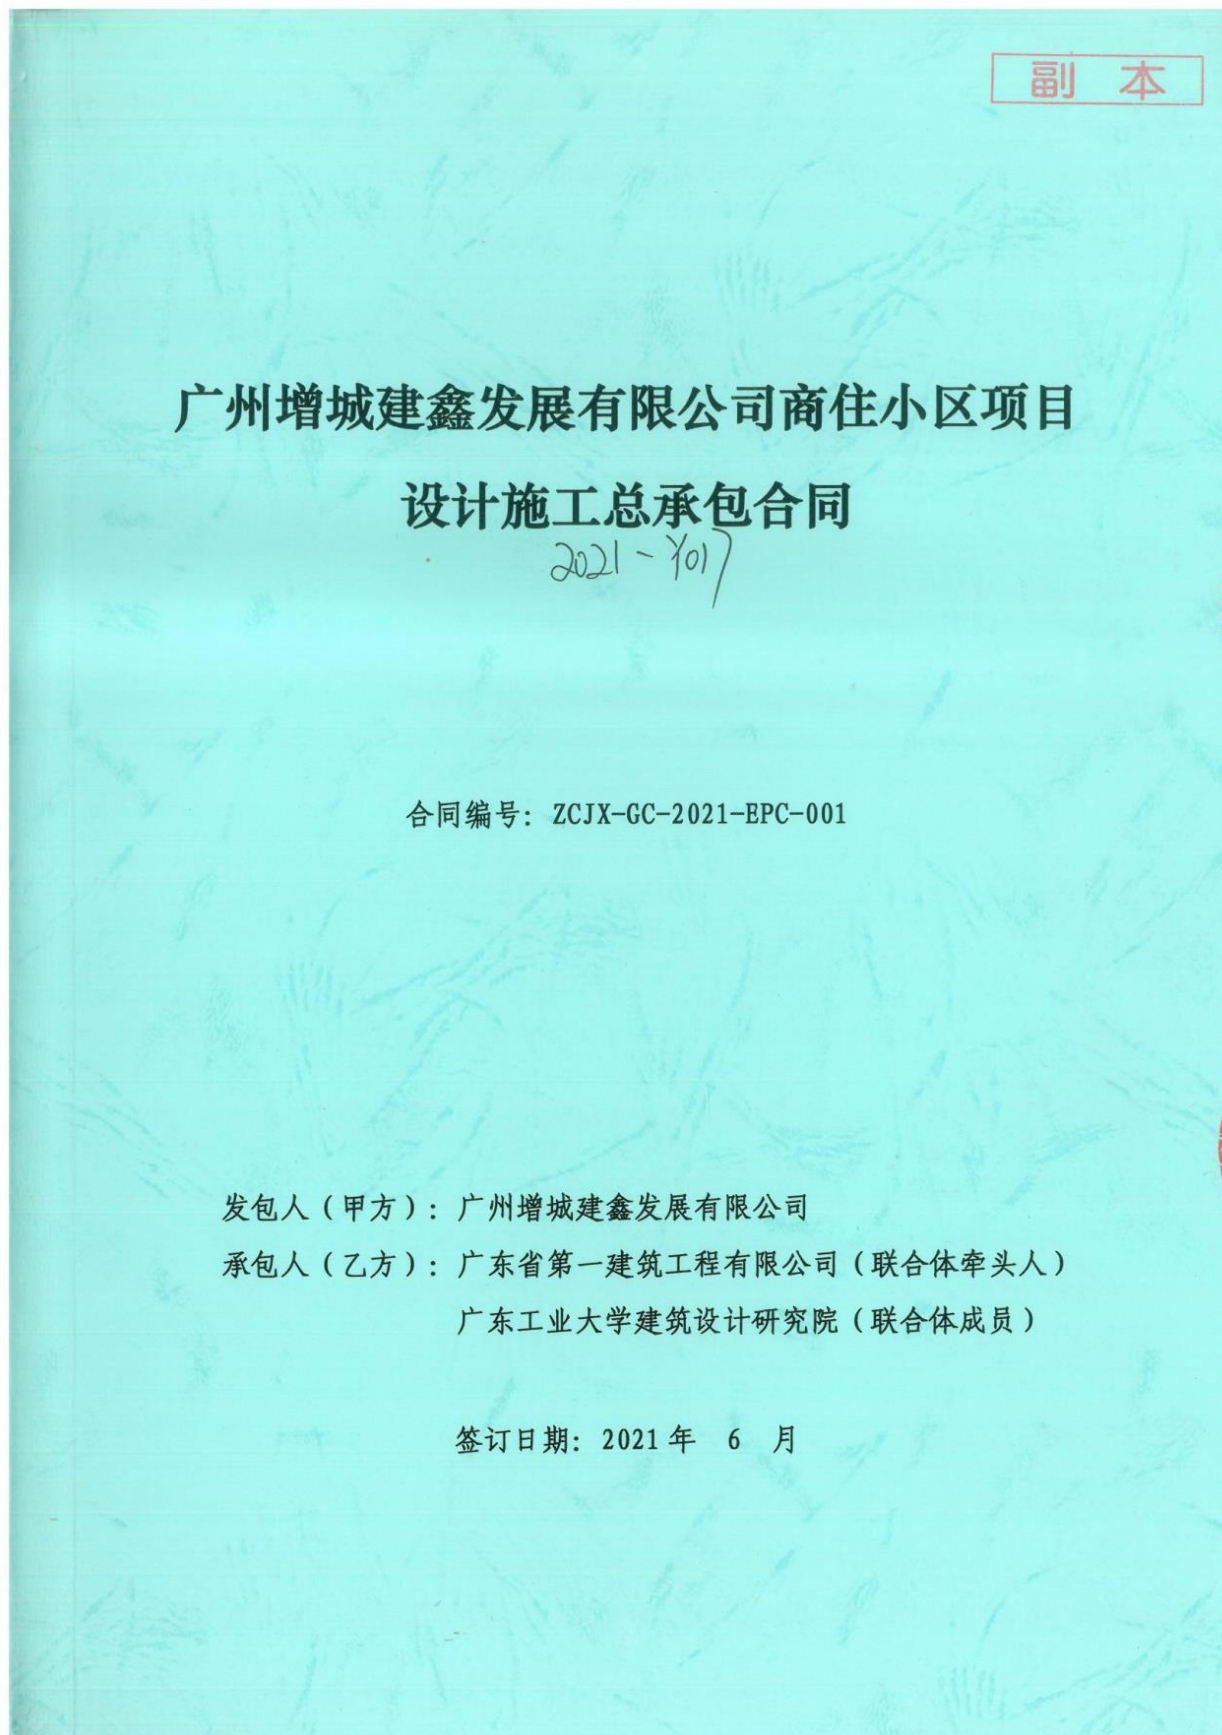 副 本
广州增城建鑫发展有限公司商住小区项目
设计施工总承包合同
2021-Y017
合同编号: ZCJX-GC-2021-EPC-001
发包人(甲方): 广州增城建鑫发展有限公司
承包人(乙方): 广东省第一建筑工程有限公司(联合体牵头人)
广东工业大学建筑设计研究院(联合体成员)
签订日期: 2021年 6 月